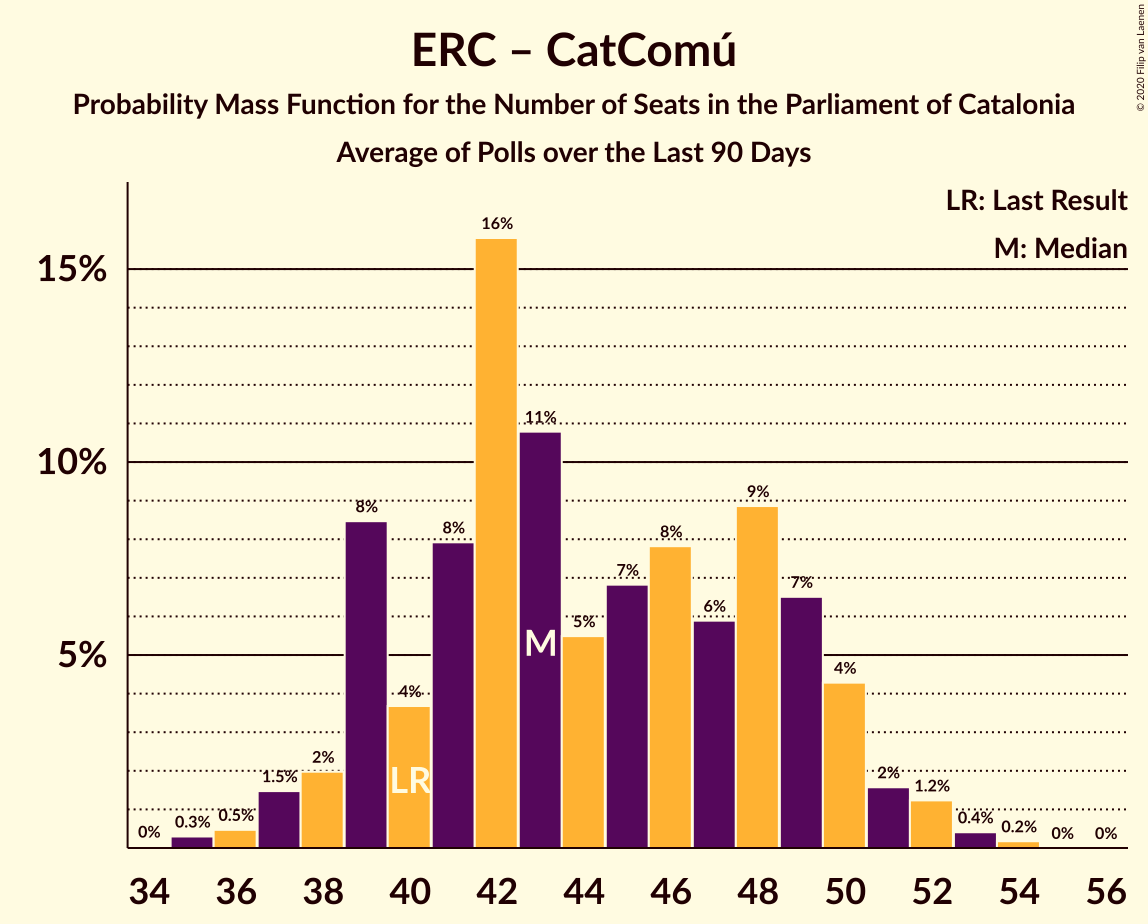 ERC – CatComú
Probability Mass Function for the Number of Seats in the Parliament of Catalonia
Average of Polls over the Last 90 Days
© 2020 Filip van Laenen
LR: Last Result
M: Median
15%
10%
5%
0%
0.3%
0.5%
1.5%
2%
8%
4%
8%
16%
11%
5%
7%
8%
6%
9%
7%
4%
2%
1.2%
0.4%
0.2%
0%
0%
LR
M
34 36 38 40 42 44 46 48 50 52 54 56